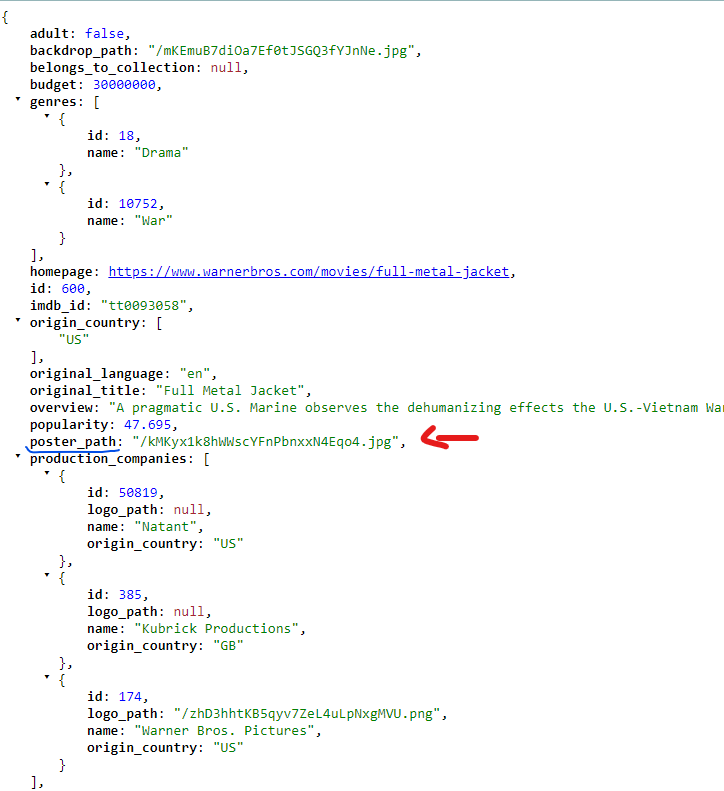 {
adult: false,
backdrop_path: "/mKEmuB7diOa7Ef0tJSGQ3fYJnNe.jpg",
belongs_to_collection: null,
budget: 30000000,
genres: [
{
id: 18,
name: "Drama"
},
{
id: 10752,
name: "War"
}
],
homepage: https://www.warnerbros.com/movies/full-metal-jacket,
id: 600,
imdb_id: "tt0093058",
origin_country: [
"US"
],
original_language: "en",
original_title: "Full Metal Jacket",
overview: "A pragmatic U.S. Marine observes the dehumanizing effects the U.S.-Vietnam War
popularity: 47.695,
poster_path: "/kMKyx1k8hWWscYFnPbnxxN4Eqo4.jpg",
production_companies: [
{
id: 50819,
logo_path: null,
name: "Natant",
origin_country: "US"
},
{
id: 385,
logo_path: null,
name: "Kubrick Productions",
origin_country: "GB"
},
{
id: 174,
logo_path: "/zhD3hhtKB5qyv7ZeL4uLpNxgMVU.png",
name: "Warner Bros. Pictures",
origin_country: "US"
}
],